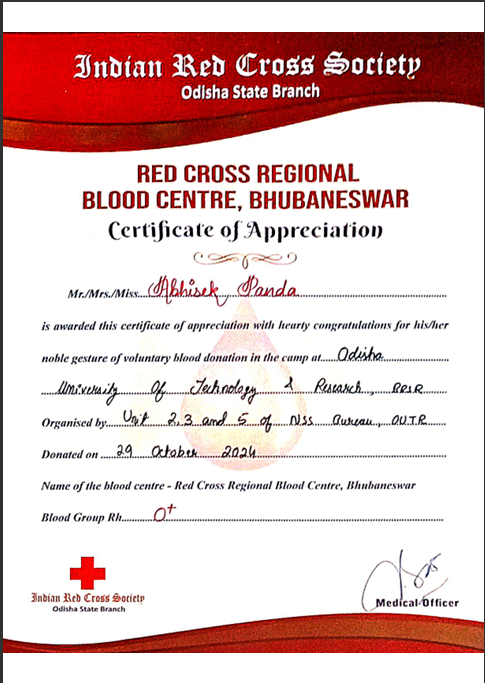 Indian Red Cross Society
Odisha State Branch
RED CROSS REGIONAL
BLOOD CENTRE, BHUBANESWAR
Certificate of Appreciation
Mr./Mrs./Miss. Abhisek Panda
is awarded this certificate of appreciation with hearty congratulations for his/her
noble gesture of voluntary blood donation in the camp at Odisha
University Of Technology & Research, BBSR
Organised by Unit 2,3 and 5 of NSS Bureau, OUTR
Donated on 29 October 2024
Name of the blood centre - Red Cross Regional Blood Centre, Bhubaneswar
Blood Group Rh O+
Indian Red Cross Society
Odisha State Branch
Medical Officer